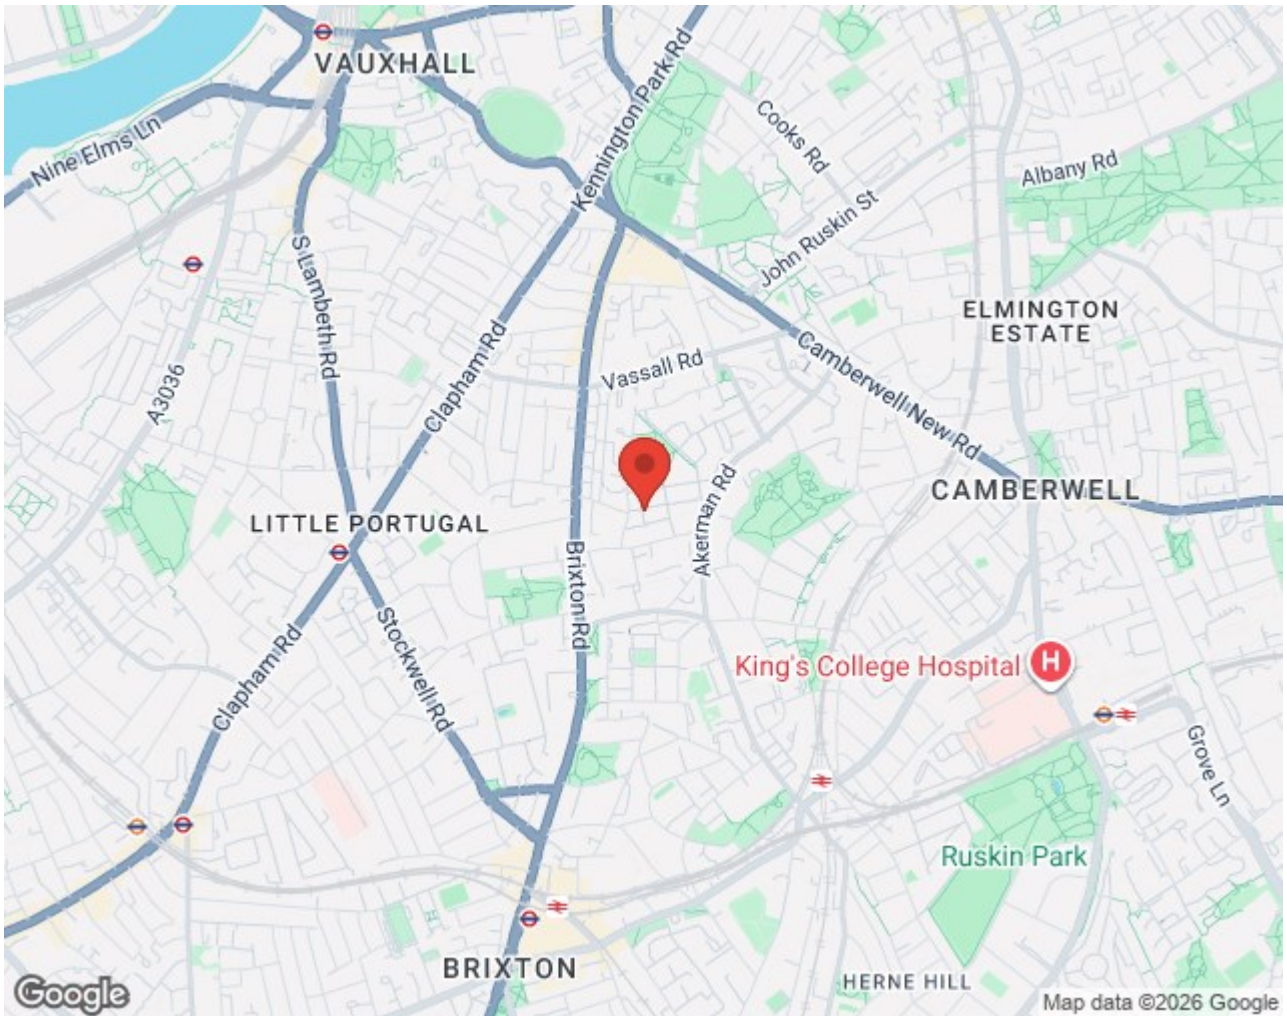 VAUXHALL
Kennington Park Rd
Cooks Rd
Nine Elms Ln
Albany Rd
John Ruskin St
S Lambeth Rd
ELMINGTON
ESTATE
A3036
Clapham Rd
Vassall Rd
Camberwell New Rd
CAMBERWELL
LITTLE PORTUGAL
Akerman Rd
Brixton Rd
Stockwell Rd
Clapham Rd
King's College Hospital
H
Grove Ln
Ruskin Park
BRIXTON
HERNE HILL
Google
Map data ©2026 Google